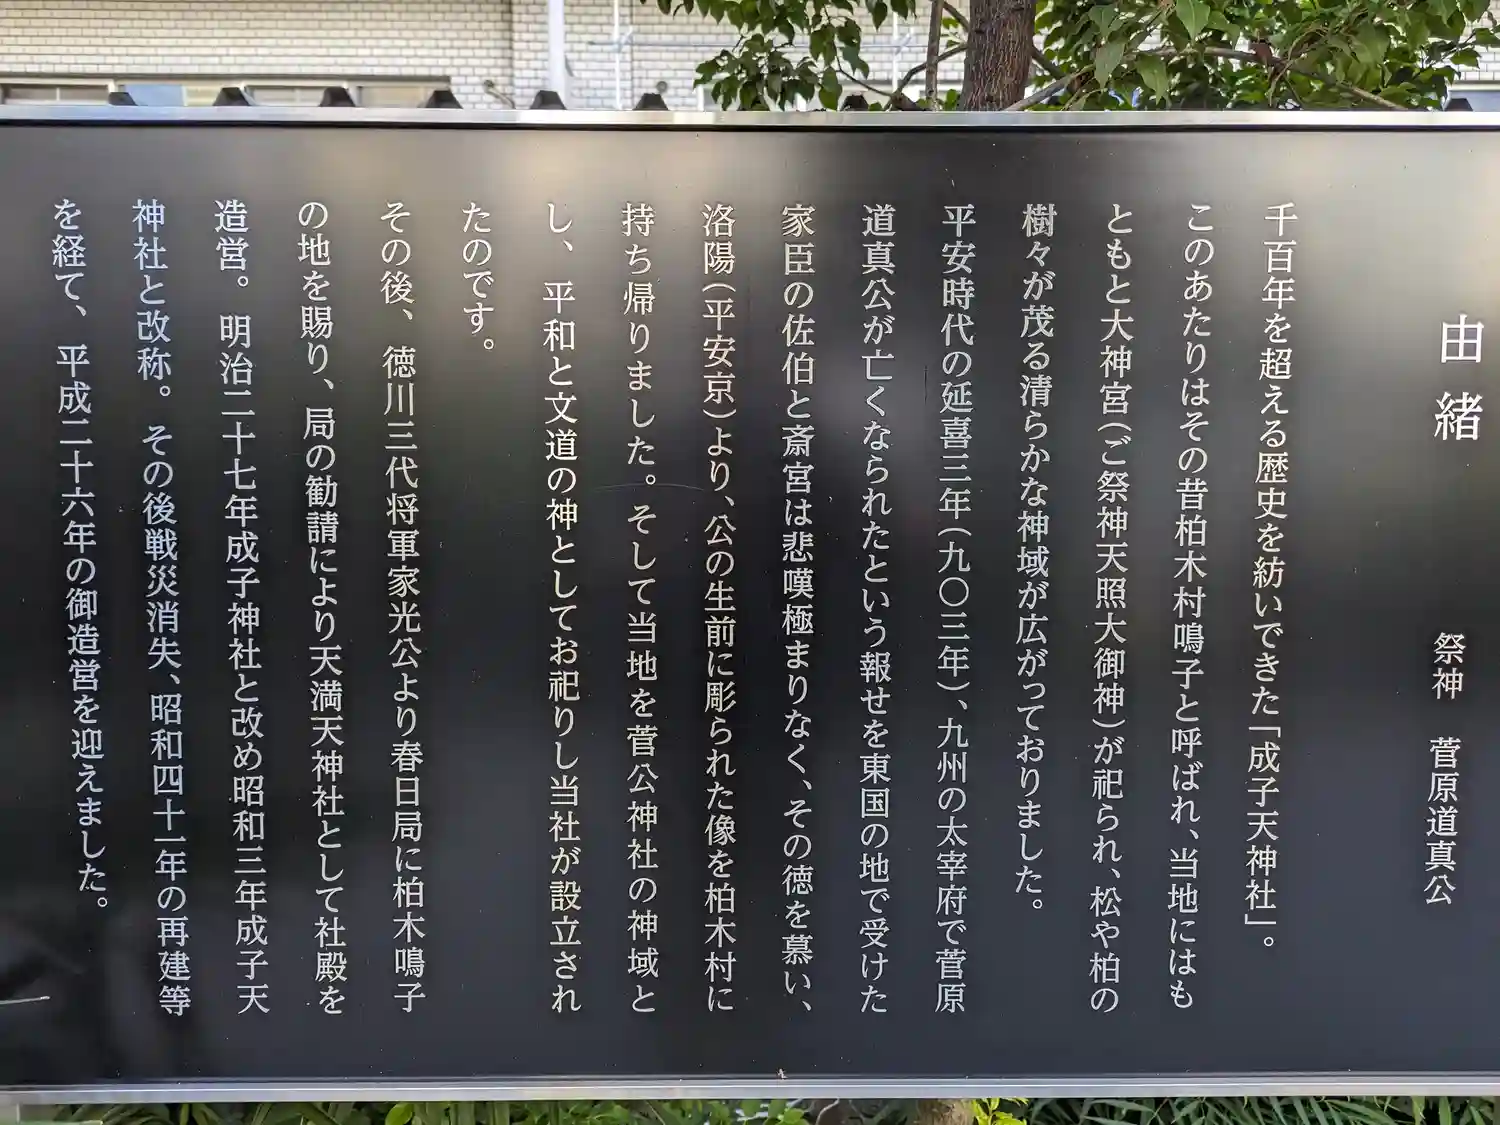 由緒
祭神　菅原道真公
千百年を超える歴史を紡いできた「成子天神社」。
このあたりはその昔柏木村鳴子と呼ばれ、当地にはも
ともと大神宮（ご祭神天照大御神）が祀られ、松や柏の
樹々が茂る清らかな神域が広がっておりました。
平安時代の延喜三年（九〇三年）、九州の太宰府で菅原
道真公が亡くなられたという報せを東国の地で受けた
家臣の佐伯と斎宮は悲嘆極まりなく、その徳を慕い、
洛陽（平安京）より、公の生前に彫られた像を柏木村に
持ち帰りました。そして当地を菅公神社の神域と
し、平和と文道の神としてお祀りし当社が設立され
たのです。
その後、徳川三代将軍家光公より春日局に柏木鳴子
の地を賜り、局の勧請により天満天神社として社殿を
造営。明治二十七年成子神社と改め昭和三年成子天
神社と改称。その後戦災消失、昭和四十一年の再建等
を経て、平成二十六年の御造営を迎えました。